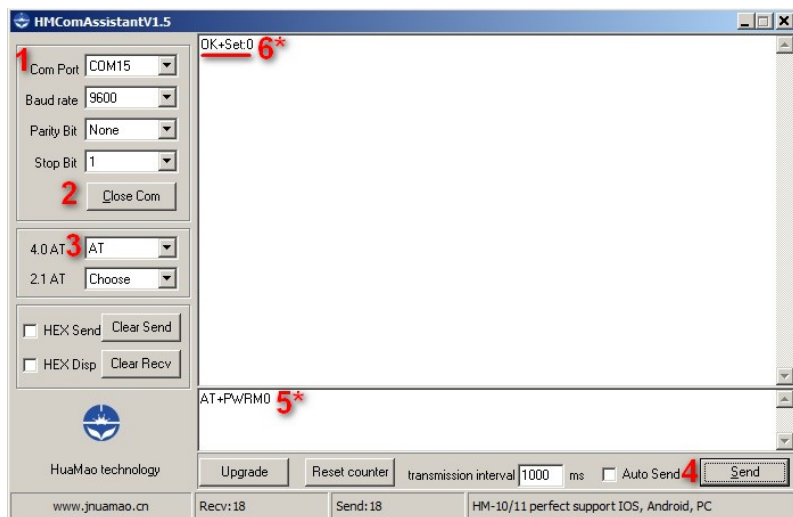 HMComAssistantV1.5
1
Com Port COM15
Baud rate 9600
Parity Bit None
Stop Bit 1
2 Close Com
4.0 AT 3 AT
2.1 AT Choose
HEX Send Clear Send
HEX Disp Clear Recv
HuaMao technology
OK+Set:0 6*
AT+PWRM0 5*
Upgrade Reset counter transmission interval 1000 ms Auto Send 4 Send
www.jnuamao.cn Recv:18 Send:18 HM-10/11 perfect support IOS, Android, PC